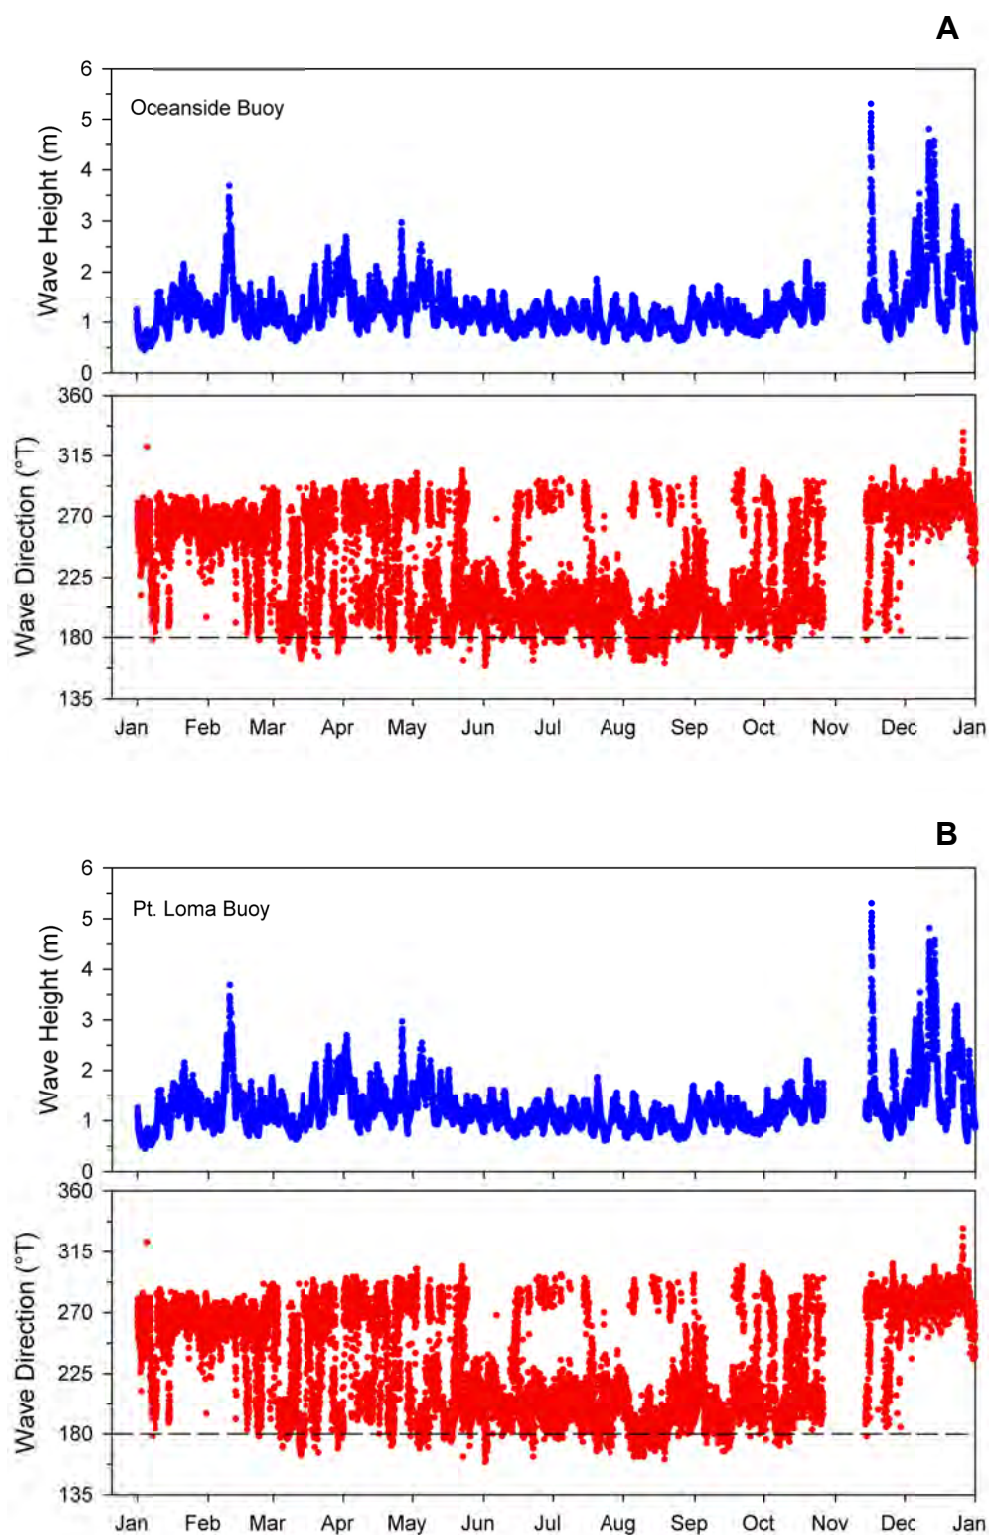 A
Oceanside Buoy
Wave Height (m)
6
5
4
3
2
1
0
Wave Direction (°T)
360
315
270
225
180
135
Jan Feb Mar Apr May Jun Jul Aug Sep Oct Nov Dec Jan
B
Pt. Loma Buoy
Wave Height (m)
6
5
4
3
2
1
0
Wave Direction (°T)
360
315
270
225
180
135
Jan Feb Mar Apr May Jun Jul Aug Sep Oct Nov Dec Jan